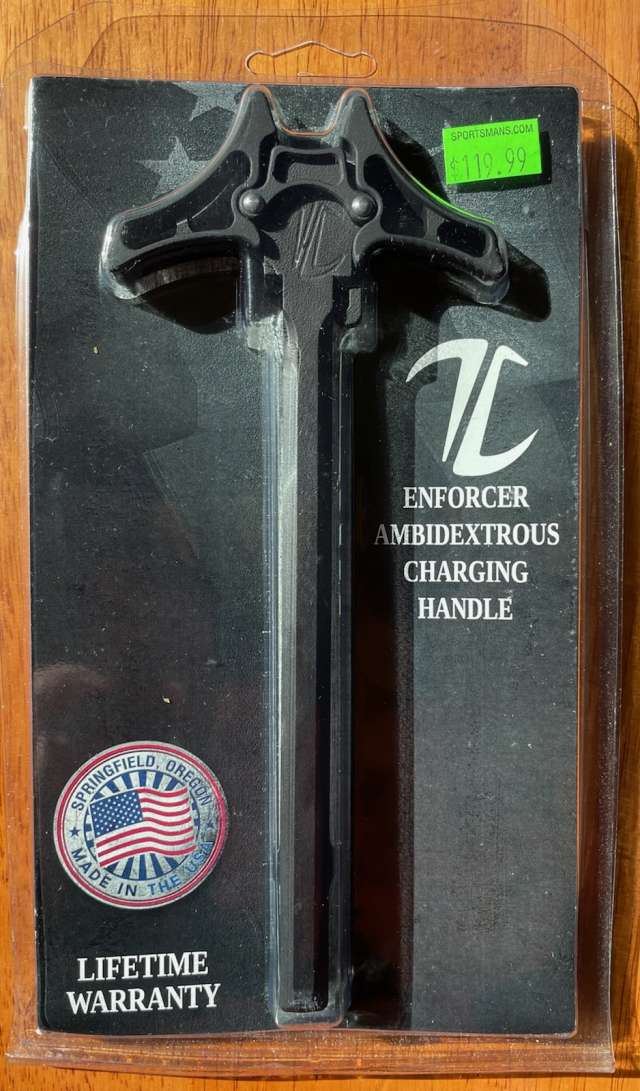 SPORTSMANS.COM
$119.99
ENFORCER
AMBIDEXTROUS
CHARGING
HANDLE
SPRINGFIELD, OREGON
MADE IN THE USA
LIFETIME
WARRANTY